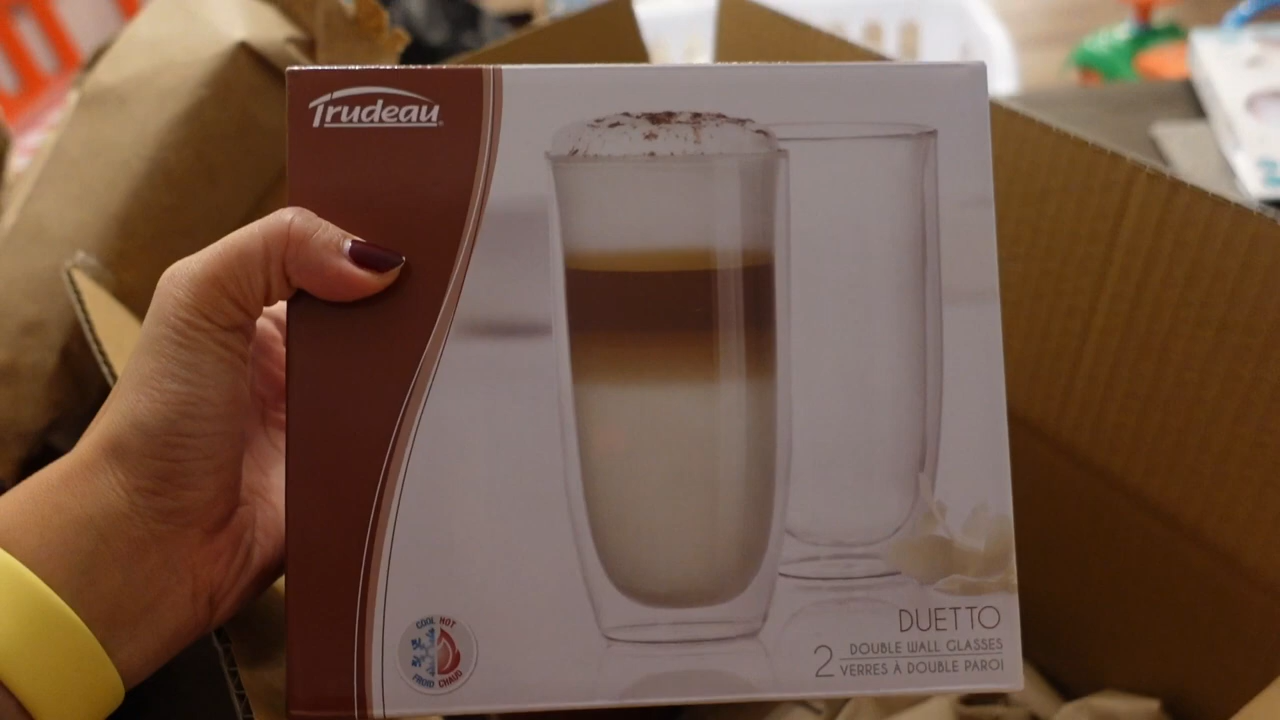 Trudeau
COOL HOT
FROID CHAUD
DUETTO
2 DOUBLE WALL GLASSES
VERRES À DOUBLE PAROI